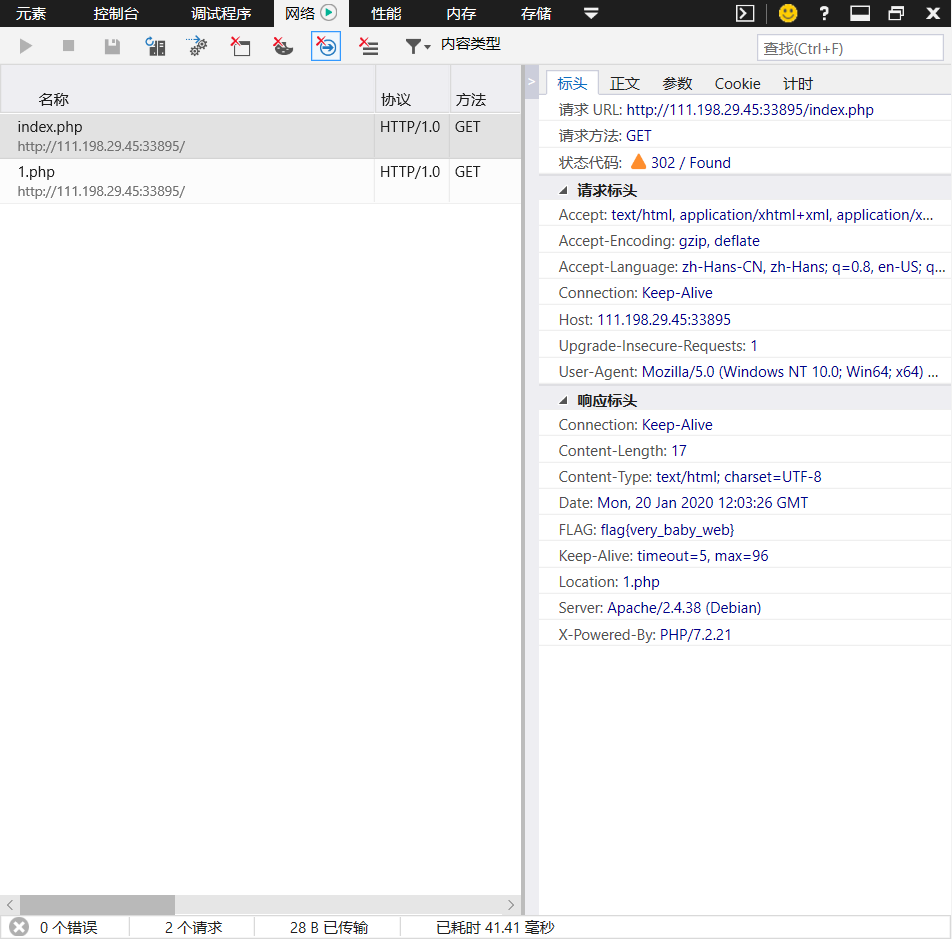 元素 控制台 调试程序 网络 性能 内存 存储 ?
内容类型 查找(Ctrl+F)
名称 协议 方法
index.php HTTP/1.0 GET
http://111.198.29.45:33895/
1.php HTTP/1.0 GET
http://111.198.29.45:33895/
标头 正文 参数 Cookie 计时
请求 URL: http://111.198.29.45:33895/index.php
请求方法: GET
状态代码: 302 / Found
请求标头
Accept: text/html, application/xhtml+xml, application/x...
Accept-Encoding: gzip, deflate
Accept-Language: zh-Hans-CN, zh-Hans; q=0.8, en-US; q...
Connection: Keep-Alive
Host: 111.198.29.45:33895
Upgrade-Insecure-Requests: 1
User-Agent: Mozilla/5.0 (Windows NT 10.0; Win64; x64) ...
响应标头
Connection: Keep-Alive
Content-Length: 17
Content-Type: text/html; charset=UTF-8
Date: Mon, 20 Jan 2020 12:03:26 GMT
FLAG: flag{very_baby_web}
Keep-Alive: timeout=5, max=96
Location: 1.php
Server: Apache/2.4.38 (Debian)
X-Powered-By: PHP/7.2.21
0 个错误 2 个请求 28 B 已传输 已耗时 41.41 毫秒